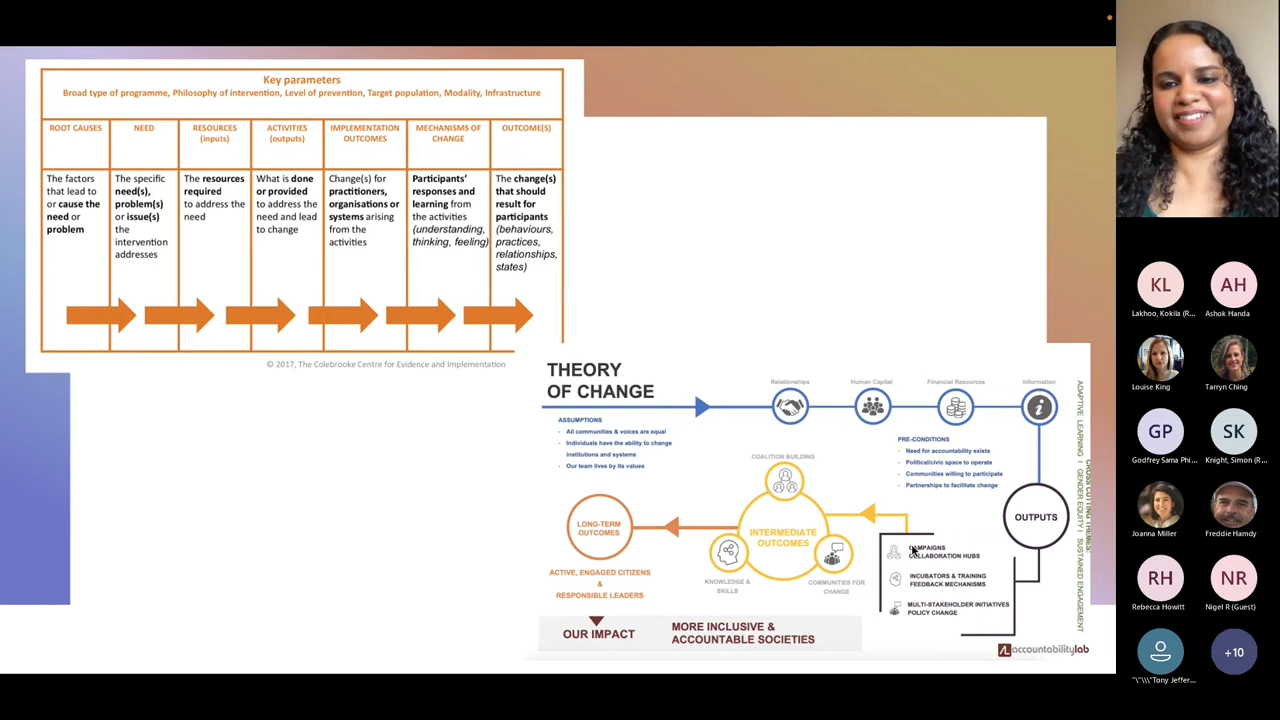 Key parameters
Broad type of programme, Philosophy of intervention, Level of prevention, Target population, Modality, Infrastructure
ROOT CAUSES
NEED
RESOURCES
(inputs)
ACTIVITIES
(outputs)
IMPLEMENTATION
OUTCOMES
MECHANISMS OF
CHANGE
OUTCOME(S)
The factors
that lead to
or cause the
need or
problem
The specific
need(s),
problem(s)
or issue(s)
the
intervention
addresses
The resources
required
to address the
need
What is done
or provided
to address the
need and lead
to change
Change(s) for
practitioners,
organisations or
systems arising
from the
activities
Participants'
responses and
learning from
the activities
(understanding,
thinking, feeling)
The change(s)
that should
result for
participants
(behaviours,
practices,
relationships,
states)
© 2017, The Colebrooke Centre for Evidence and Implementation
THEORY
OF CHANGE
Relationships
Human Capital
Financial Resources
Information
ASSUMPTIONS
- All communities & voices are equal
- Individuals have the ability to change
institutions and systems
- Our team lives by its values
PRE-CONDITIONS
- Need for accountability exists
- Political/civic space to operate
- Communities willing to participate
- Partnerships to facilitate change
COALITION BUILDING
INTERMEDIATE
OUTCOMES
KNOWLEDGE &
SKILLS
COMMUNITIES FOR
CHANGE
LONG-TERM
OUTCOMES
ACTIVE, ENGAGED CITIZENS
&
RESPONSIBLE LEADERS
OUTPUTS
CAMPAIGNS
COLLABORATION HUBS
INCUBATORS & TRAINING
FEEDBACK MECHANISMS
MULTI-STAKEHOLDER INITIATIVES
POLICY CHANGE
OUR IMPACT
MORE INCLUSIVE &
ACCOUNTABLE SOCIETIES
CROSS CUTTING THEMES:
ADAPTIVE LEARNING I GENDER EQUITY I SUSTAINED ENGAGEMENT
accountabilitylab
KL
Lakhoo, Kokila (R...
AH
Ashok Handa
Louise King
Tarryn Ching
GP
Godfrey Sama Phi...
SK
Knight, Simon (R...
Joanna Miller
Freddie Hamdy
RH
Rebecca Howitt
NR
Nigel R (Guest)
"\"\\\"Tony Jeffer...
+10